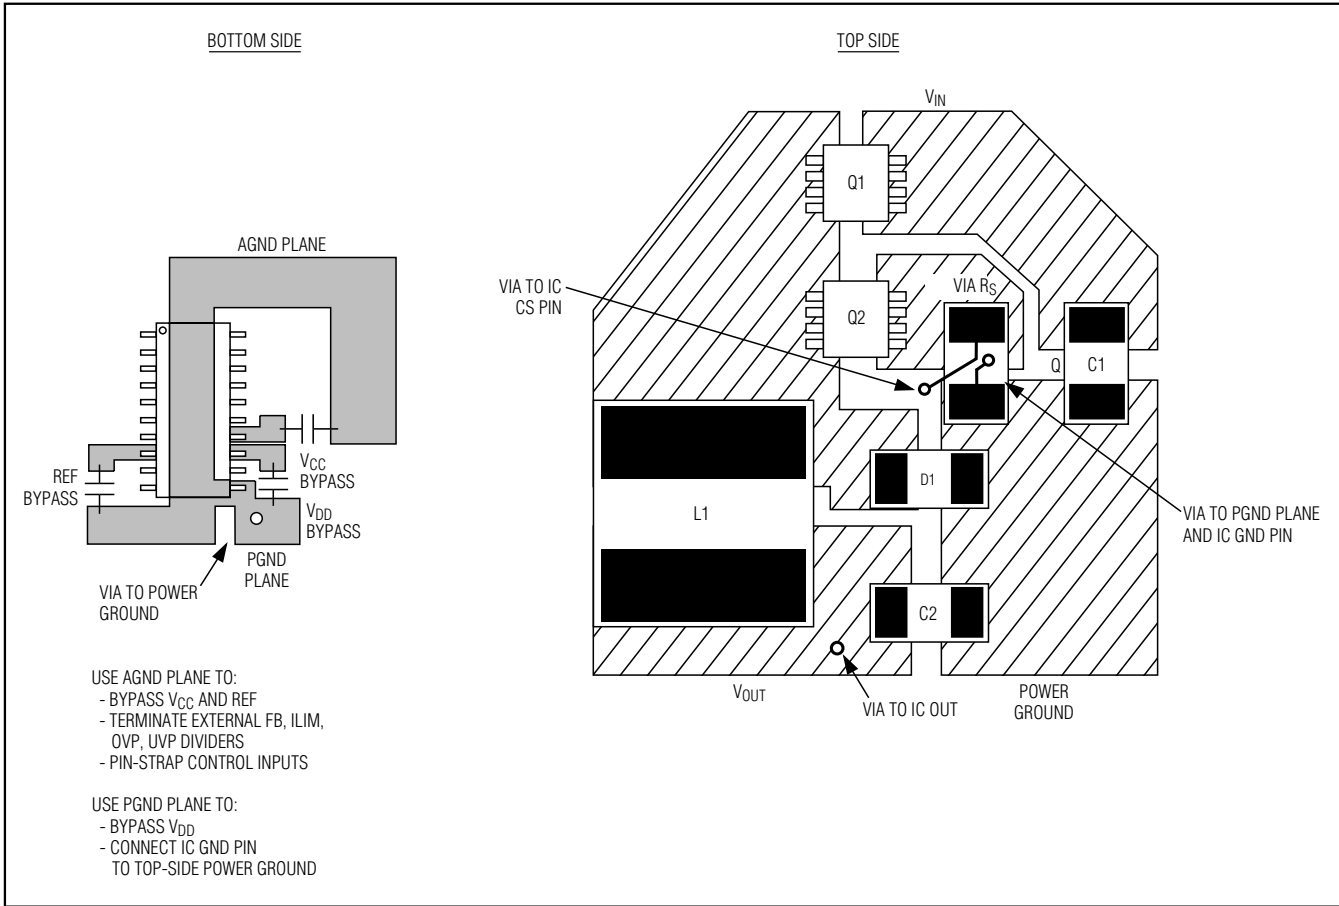 BOTTOM SIDE
AGND PLANE
REF
BYPASS
VCC
BYPASS
VDD
BYPASS
PGND
PLANE
VIA TO POWER
GROUND
USE AGND PLANE TO:
- BYPASS VCC AND REF
- TERMINATE EXTERNAL FB, ILIM,
OVP, UVP DIVIDERS
- PIN-STRAP CONTROL INPUTS
USE PGND PLANE TO:
- BYPASS VDD
- CONNECT IC GND PIN
TO TOP-SIDE POWER GROUND
TOP SIDE
VIN
Q1
VIA TO IC
CS PIN
VIA RS
Q2
Q
C1
D1
L1
VIA TO PGND PLANE
AND IC GND PIN
C2
VOUT
VIA TO IC OUT
POWER
GROUND